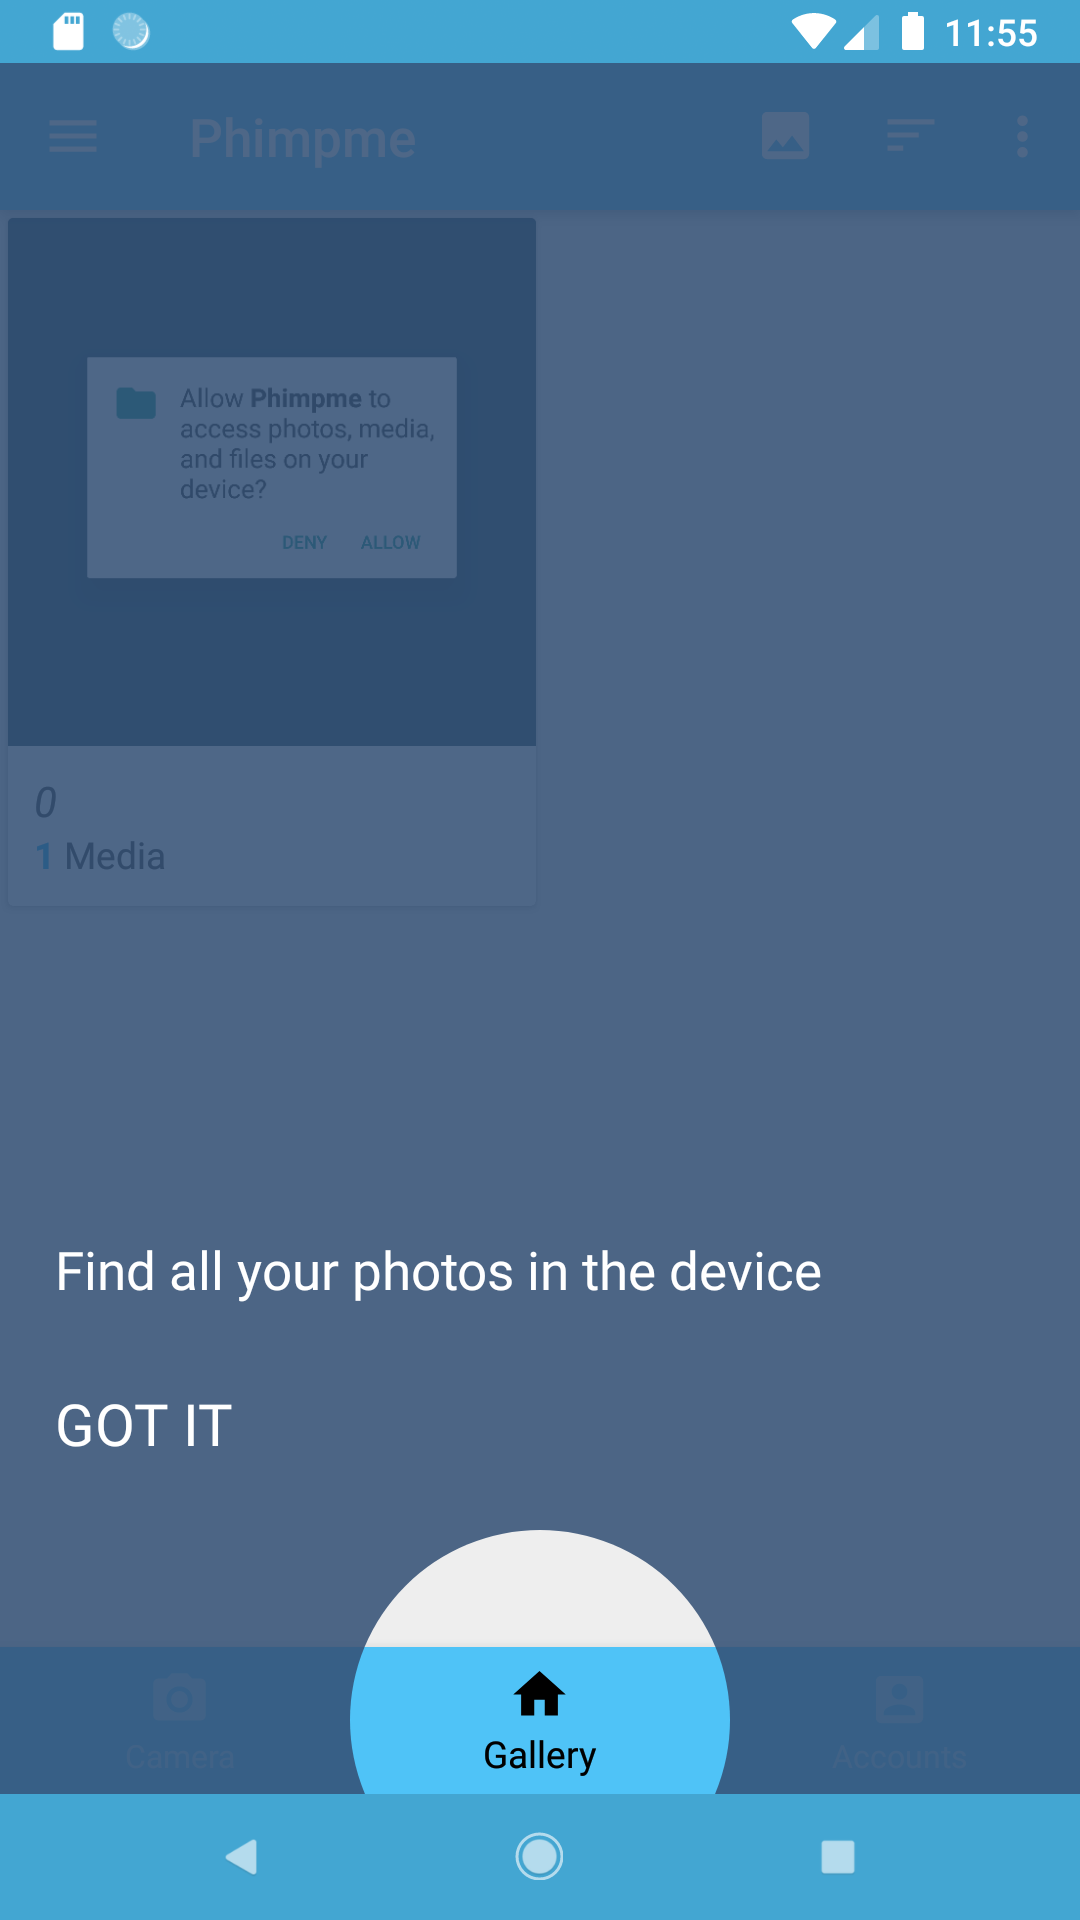 11:55
Phimpme
Allow Phimpme to
access photos, media,
and files on your
device?
DENY ALLOW
0
1 Media
Find all your photos in the device
GOT IT
Camera Gallery Accounts